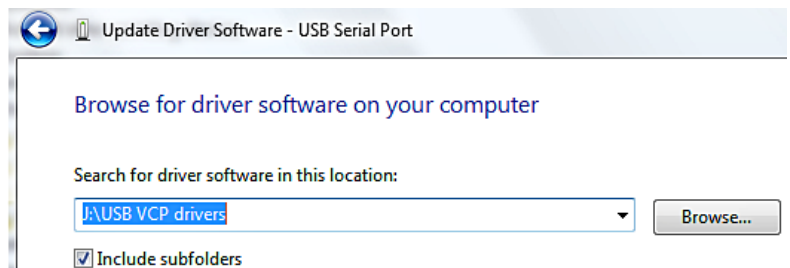 Update Driver Software - USB Serial Port
Browse for driver software on your computer
Search for driver software in this location:
J:\USB VCP drivers
Browse...
Include subfolders